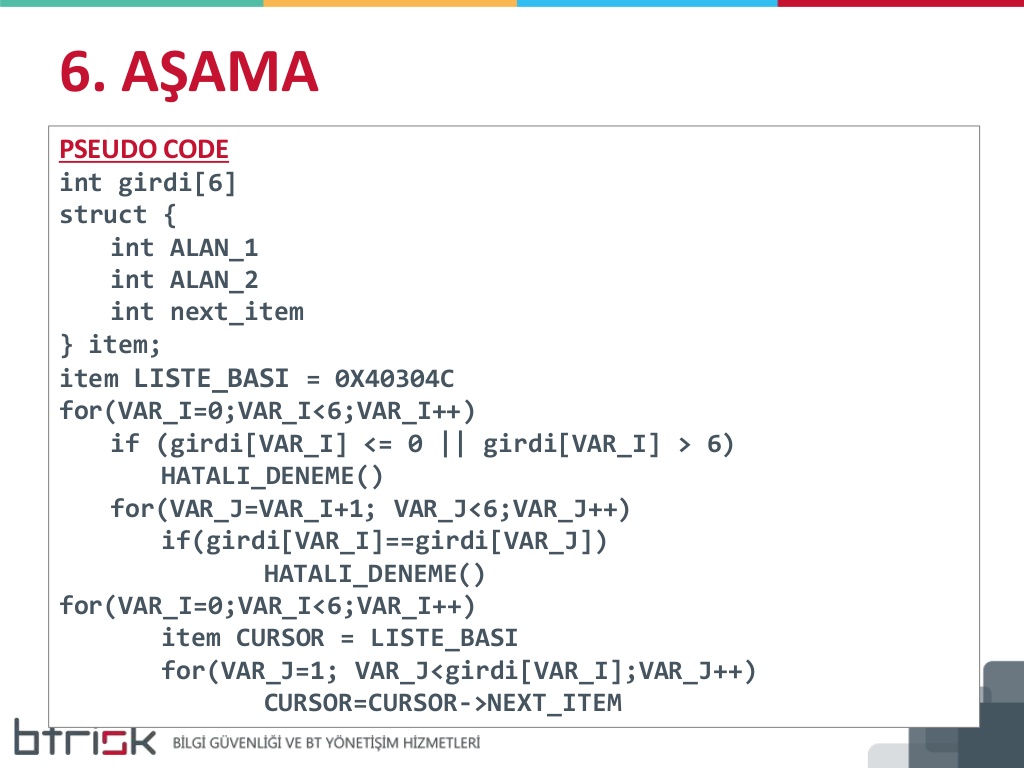 6. AŞAMA
PSEUDO CODE
int girdi[6]
struct {
int ALAN_1
int ALAN_2
int next_item
} item;
item LISTE_BASI = 0X40304C
for(VAR_I=0;VAR_I<6;VAR_I++)
if (girdi[VAR_I] <= 0 || girdi[VAR_I] > 6)
HATALI_DENEME()
for(VAR_J=VAR_I+1; VAR_J<6;VAR_J++)
if(girdi[VAR_I]==girdi[VAR_J])
HATALI_DENEME()
for(VAR_I=0;VAR_I<6;VAR_I++)
item CURSOR = LISTE_BASI
for(VAR_J=1; VAR_J<girdi[VAR_I];VAR_J++)
CURSOR=CURSOR->NEXT_ITEM
btrisk BİLGİ GÜVENLİĞİ VE BT YÖNETİŞİM HİZMETLERİ